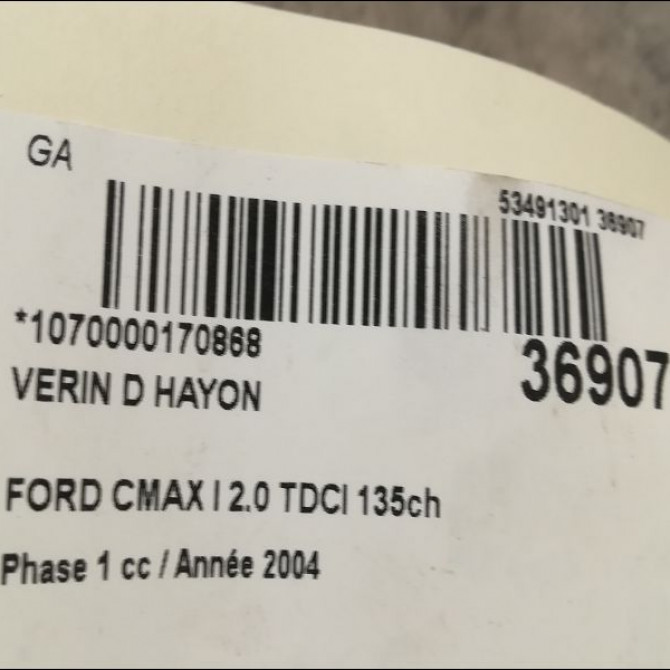 GA
53491301 36907
*1070000170868
36907
VERIN D HAYON
FORD CMAX I 2.0 TDCI 135ch
Phase 1 cc / Année 2004